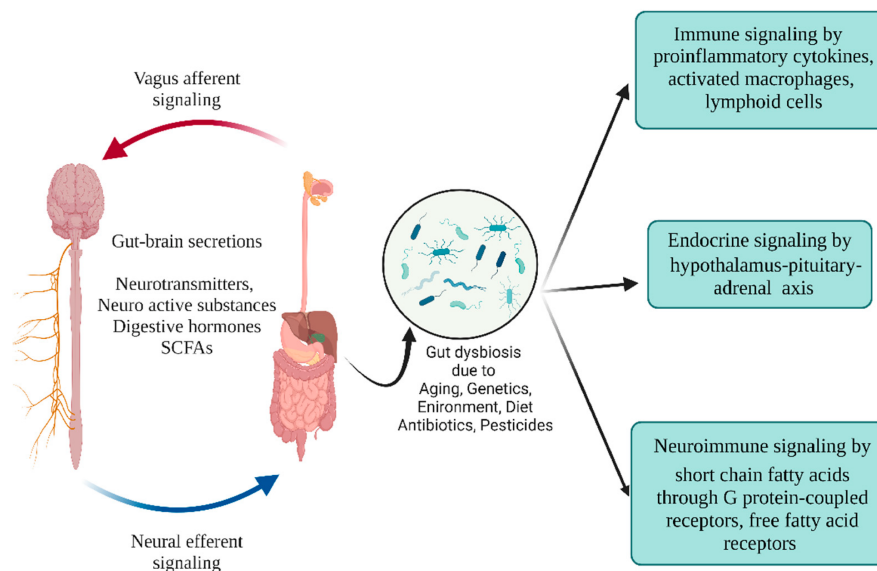 Vagus afferent
signaling
Gut-brain secretions
Neurotransmitters,
Neuro active substances
Digestive hormones
SCFAs
Neural efferent
signaling
Gut dysbiosis
due to
Aging, Genetics,
Enironment, Diet
Antibiotics, Pesticides
Immune signaling by
proinflammatory cytokines,
activated macrophages,
lymphoid cells
Endocrine signaling by
hypothalamus-pituitary-
adrenal axis
Neuroimmune signaling by
short chain fatty acids
through G protein-coupled
receptors, free fatty acid
receptors